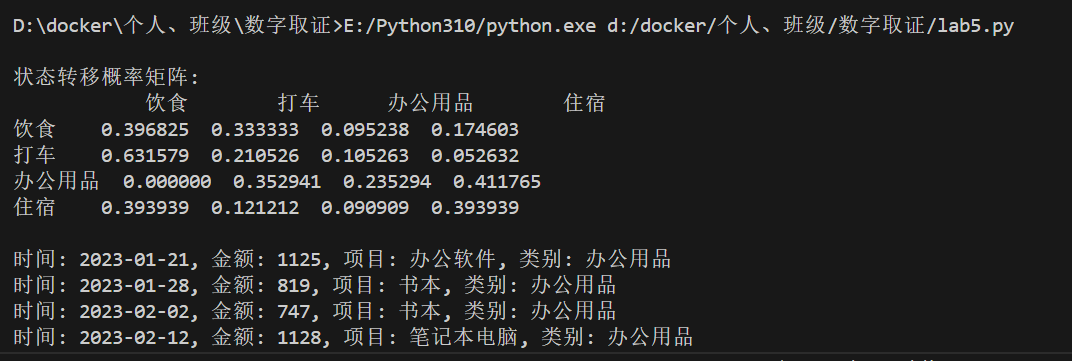 D:\docker\个人、班级\数字取证>E:/Python310/python.exe d:/docker/个人、班级/数字取证/lab5.py
状态转移概率矩阵:
饮食 打车 办公用品 住宿
饮食 0.396825 0.333333 0.095238 0.174603
打车 0.631579 0.210526 0.105263 0.052632
办公用品 0.000000 0.352941 0.235294 0.411765
住宿 0.393939 0.121212 0.090909 0.393939
时间: 2023-01-21, 金额: 1125, 项目: 办公软件, 类别: 办公用品
时间: 2023-01-28, 金额: 819, 项目: 书本, 类别: 办公用品
时间: 2023-02-02, 金额: 747, 项目: 书本, 类别: 办公用品
时间: 2023-02-12, 金额: 1128, 项目: 笔记本电脑, 类别: 办公用品